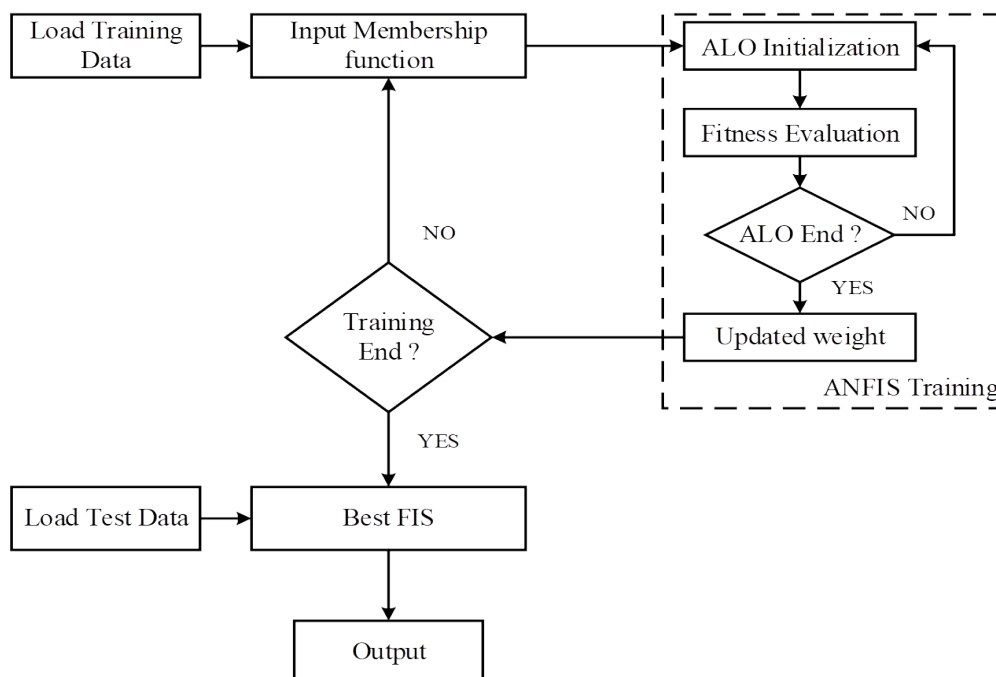 Load Training
Data
Input Membership
function
ALO Initialization
Fitness Evaluation
NO
ALO End ?
NO
YES
Training
End ?
Updated weight
ANFIS Training
YES
Load Test Data
Best FIS
Output